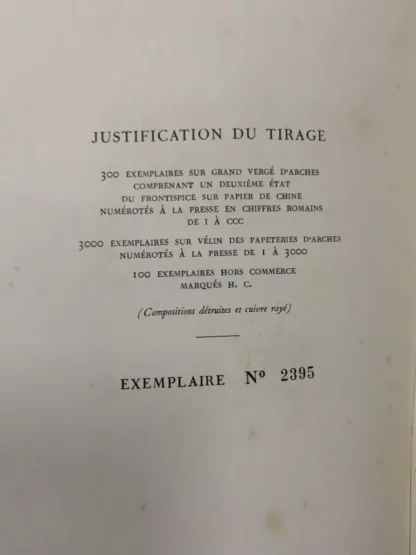 JUSTIFICATION DU TIRAGE
300 EXEMPLAIRES SUR GRAND VERGÉ D'ARCHES
COMPRENANT UN DEUXIÈME ÉTAT
DU FRONTISPICE SUR PAPIER DE CHINE
NUMÉROTÉS À LA PRESSE EN CHIFFRES ROMAINS
DE I À CCC
3000 EXEMPLAIRES SUR VÉLIN DES PAPETERIES D'ARCHES
NUMÉROTÉS À LA PRESSE DE 1 À 3000
100 EXEMPLAIRES HORS COMMERCE
MARQUÉS H. C.
(Compositions détruites et cuivre rayé)
EXEMPLAIRE Nº 2395